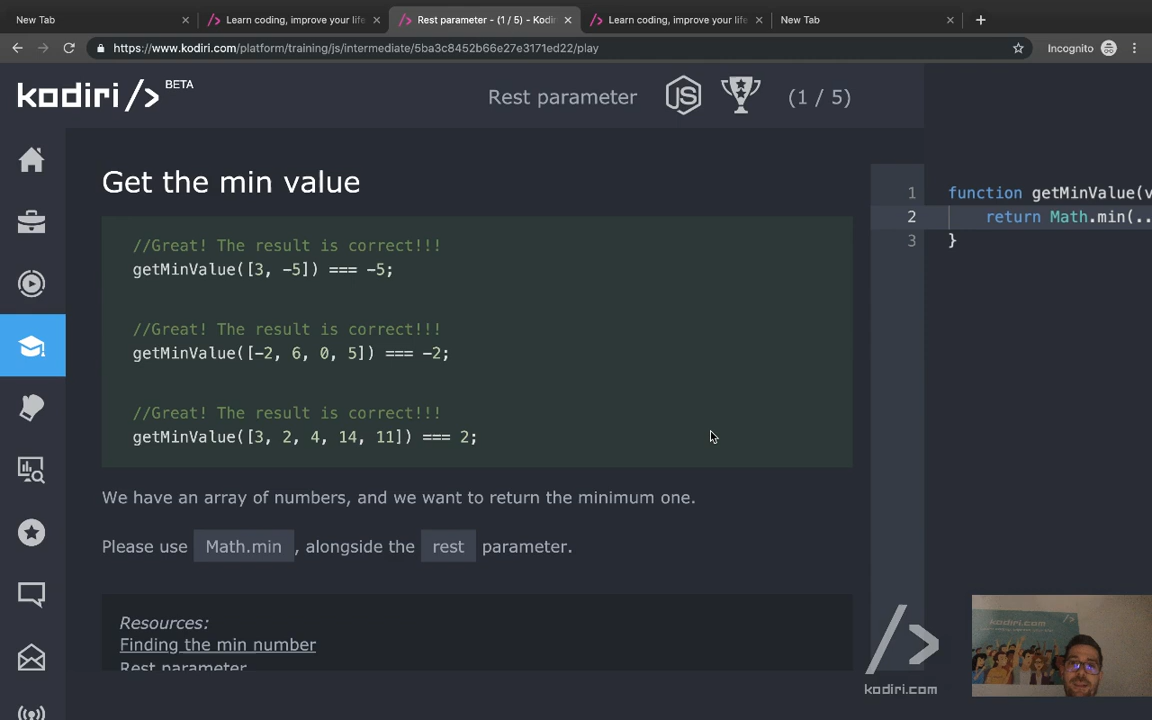 New Tab
Learn coding, improve your life
Rest parameter - (1 / 5) - Kodir
Learn coding, improve your life
New Tab
https://www.kodiri.com/platform/training/js/intermediate/5ba3c8452b66e27e3171ed22/play
Incognito
kodiri /> BETA
Rest parameter
JS
(1 / 5)
Get the min value
//Great! The result is correct!!!
getMinValue([3, -5]) === -5;
//Great! The result is correct!!!
getMinValue([-2, 6, 0, 5]) === -2;
//Great! The result is correct!!!
getMinValue([3, 2, 4, 14, 11]) === 2;
We have an array of numbers, and we want to return the minimum one.
Please use Math.min , alongside the rest parameter.
Resources:
Finding the min number
Rest parameter
1 function getMinValue(v
2 return Math.min(..
3 }
/>
kodiri.com
kodiri.com